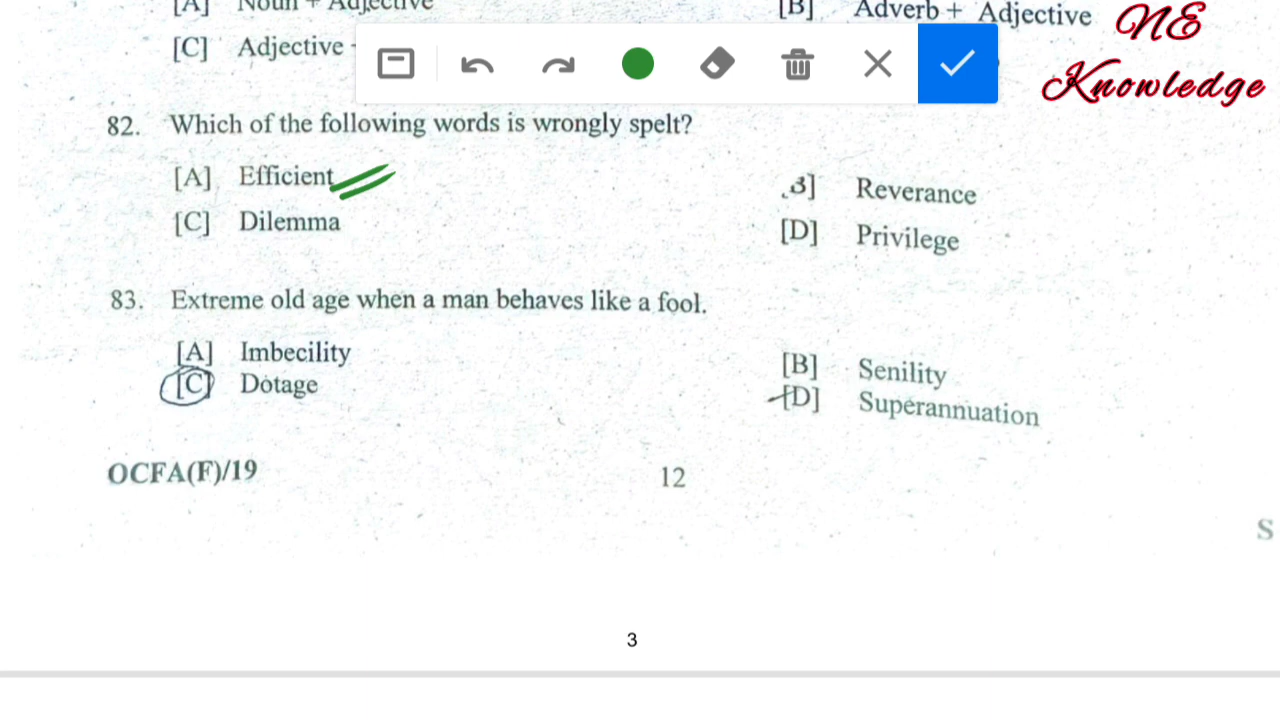 [A] Noun + Adjective
[B] Adverb + Adjective
[C] Adjective
NE
Knowledge
82. Which of the following words is wrongly spelt?
[A] Efficient
3] Reverance
[C] Dilemma
[D] Privilege
83. Extreme old age when a man behaves like a fool.
[A] Imbecility
[B] Senility
[C] Dotage
[D] Superannuation
OCFA(F)/19
12
S
3